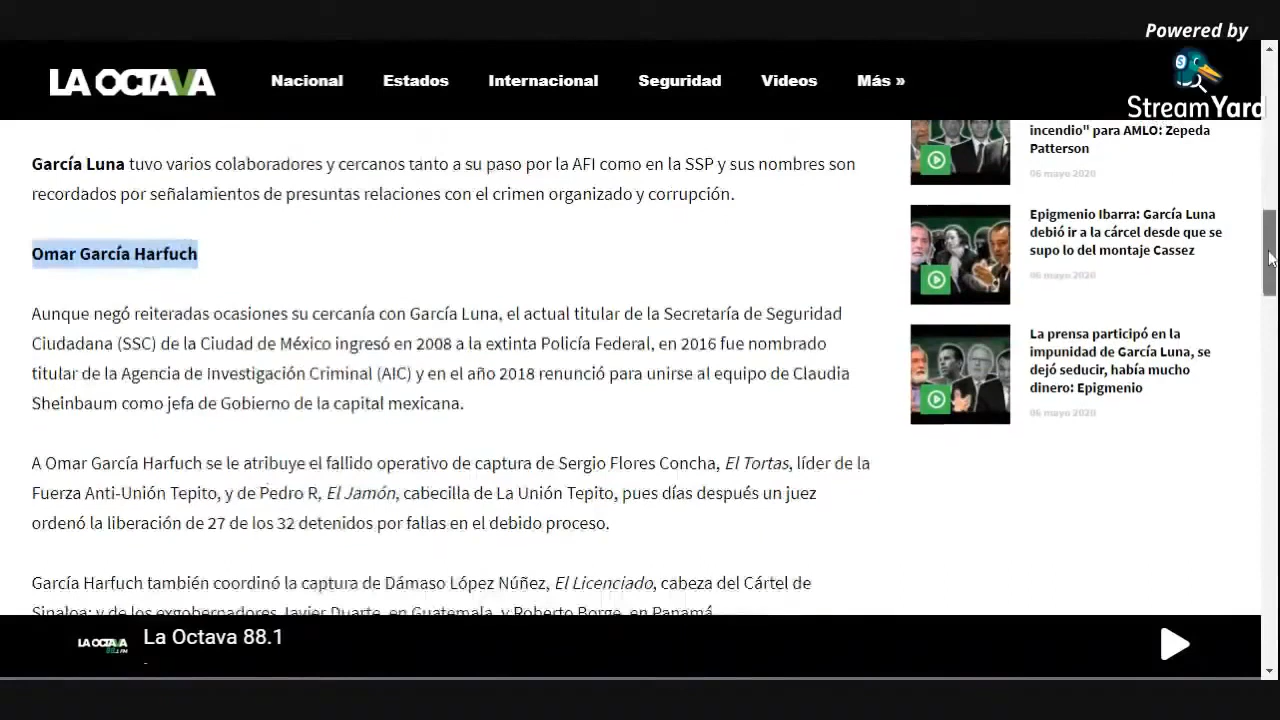 Powered by
StreamYard
LA OCTAVA
Nacional Estados Internacional Seguridad Videos Más »
García Luna tuvo varios colaboradores y cercanos tanto a su paso por la AFI como en la SSP y sus nombres son
recordados por señalamientos de presuntas relaciones con el crimen organizado y corrupción.
Omar García Harfuch
Aunque negó reiteradas ocasiones su cercanía con García Luna, el actual titular de la Secretaría de Seguridad
Ciudadana (SSC) de la Ciudad de México ingresó en 2008 a la extinta Policía Federal, en 2016 fue nombrado
titular de la Agencia de Investigación Criminal (AIC) y en el año 2018 renunció para unirse al equipo de Claudia
Sheinbaum como jefa de Gobierno de la capital mexicana.
A Omar García Harfuch se le atribuye el fallido operativo de captura de Sergio Flores Concha, El Tortas, líder de la
Fuerza Anti-Unión Tepito, y de Pedro R, El Jamón, cabecilla de La Unión Tepito, pues días después un juez
ordenó la liberación de 27 de los 32 detenidos por fallas en el debido proceso.
García Harfuch también coordinó la captura de Dámaso López Núñez, El Licenciado, cabeza del Cártel de
Sinaloa; y de los exgobernadores Javier Duarte, en Guatemala, y Roberto Borge, en Panamá.
incendio" para AMLO: Zepeda
Patterson
06 mayo 2020
Epigmenio Ibarra: García Luna
debió ir a la cárcel desde que se
supo lo del montaje Cassez
06 mayo 2020
La prensa participó en la
impunidad de García Luna, se
dejó seducir, había mucho
dinero: Epigmenio
06 mayo 2020
LA OCTAVA
La Octava 88.1
-